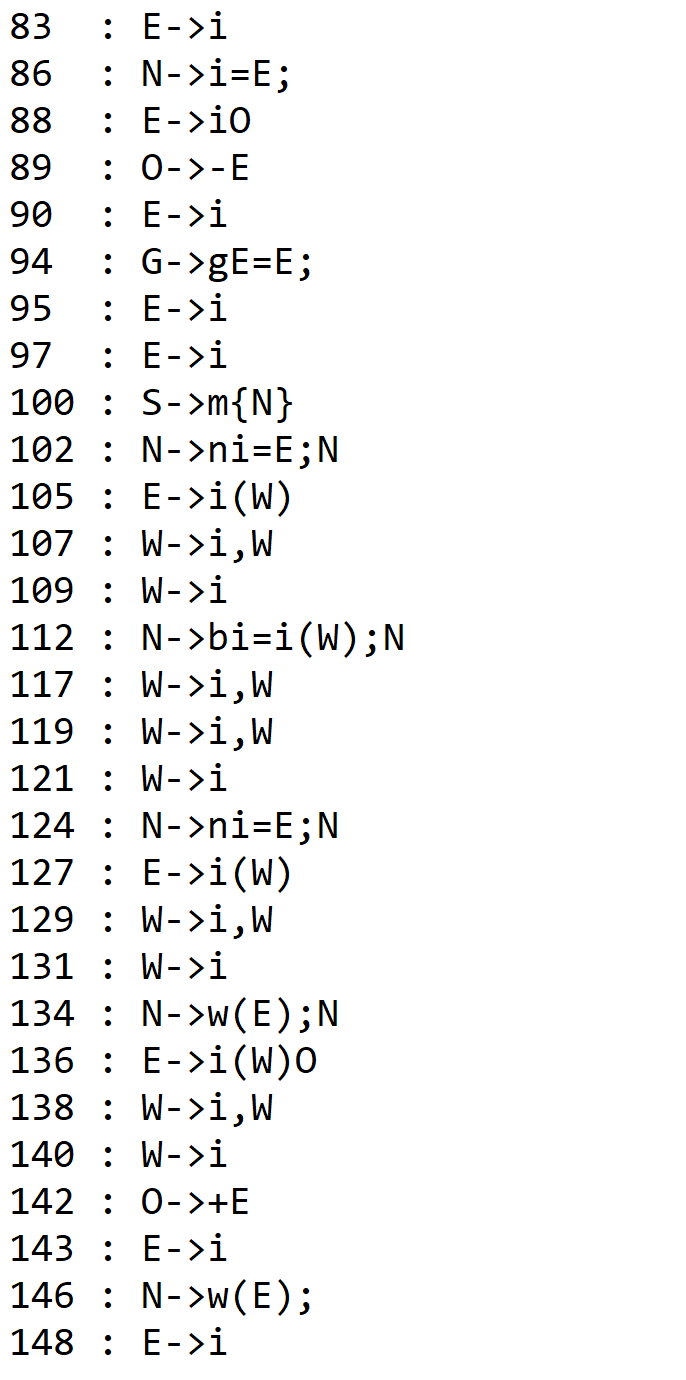 83  : E->i
86  : N->i=E;
88  : E->iO
89  : O->-E
90  : E->i
94  : G->gE=E;
95  : E->i
97  : E->i
100 : S->m{N}
102 : N->ni=E;N
105 : E->i(W)
107 : W->i,W
109 : W->i
112 : N->bi=i(W);N
117 : W->i,W
119 : W->i,W
121 : W->i
124 : N->ni=E;N
127 : E->i(W)
129 : W->i,W
131 : W->i
134 : N->w(E);N
136 : E->i(W)O
138 : W->i,W
140 : W->i
142 : O->+E
143 : E->i
146 : N->w(E);
148 : E->i